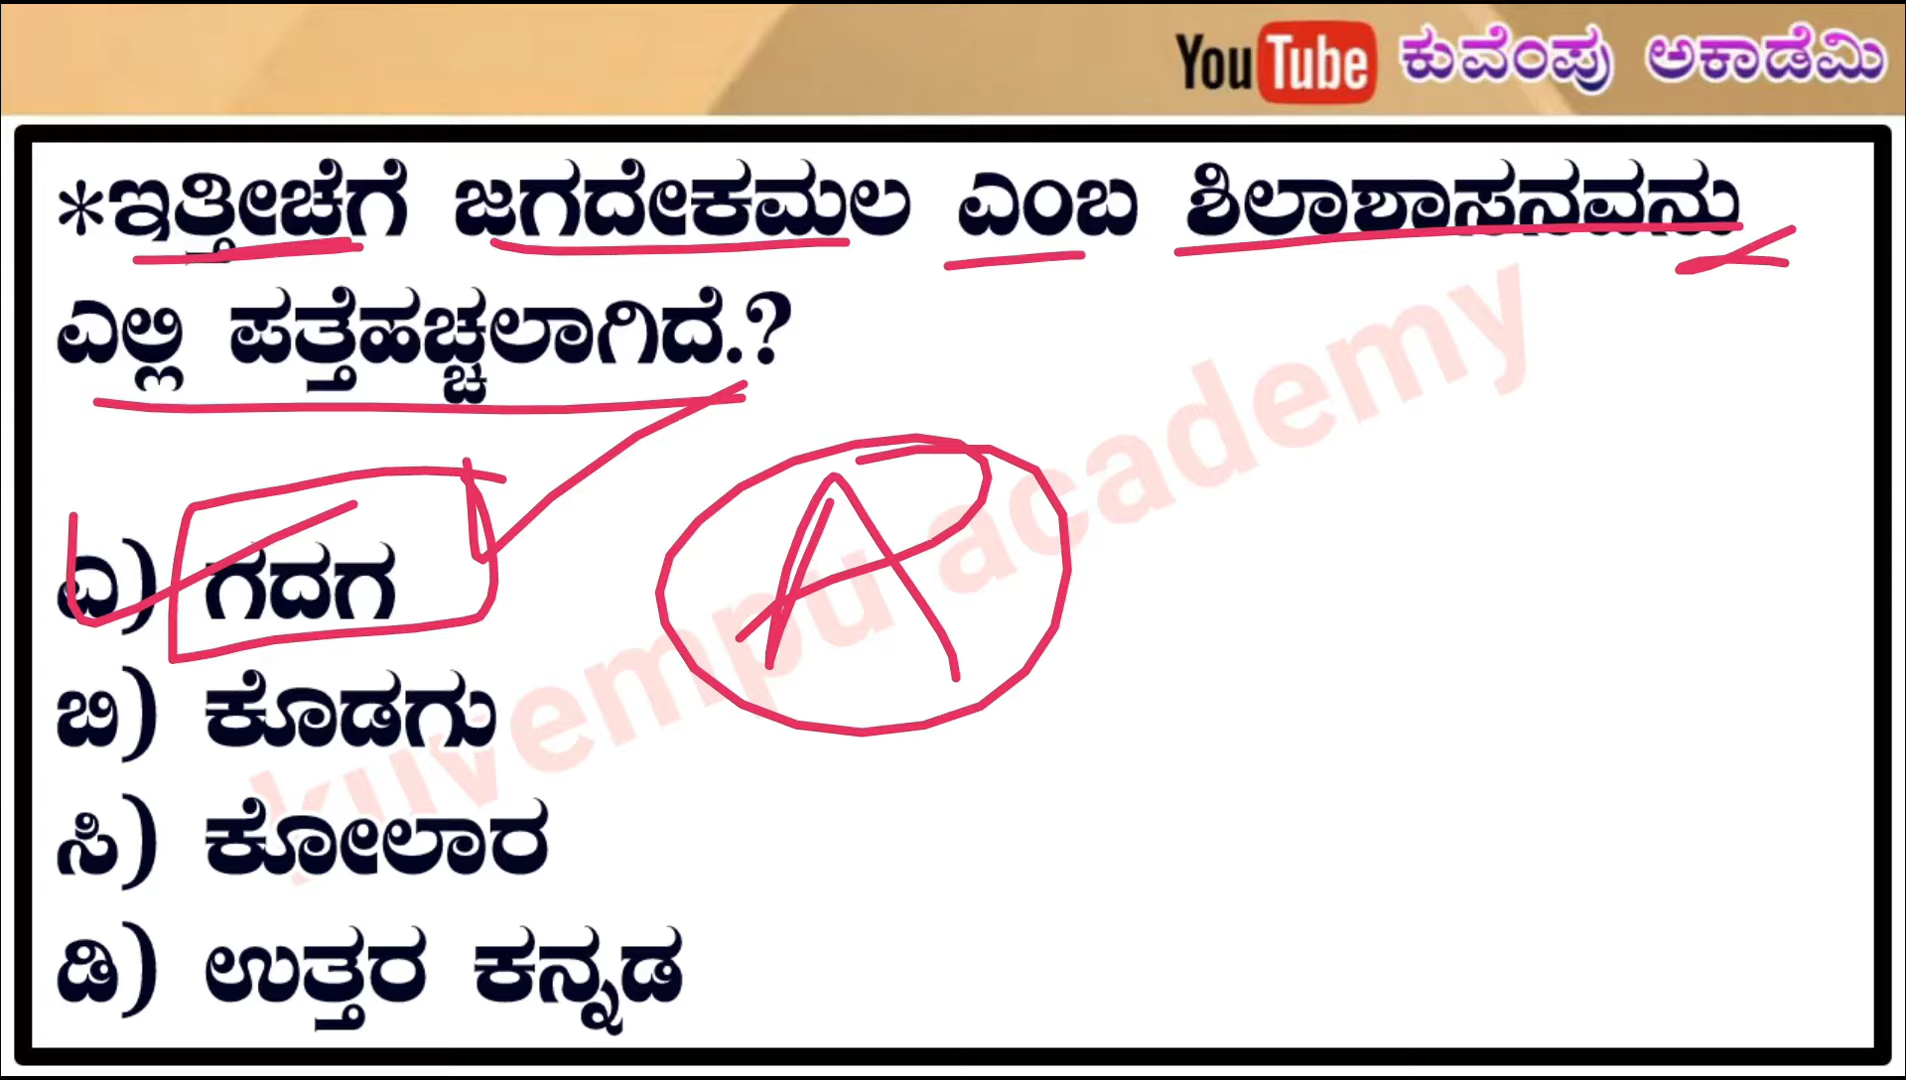 YouTube ಕುವೆಂಪು ಅಕಾಡೆಮಿ
*ಇತ್ತೀಚೆಗೆ ಜಗದೇಕಮಲ ಎಂಬ ಶಿಲಾಶಾಸನವನು
ಎಲ್ಲಿ ಪತ್ತೆಹಚ್ಚಲಾಗಿದೆ.?
ಎ) ಗದಗ
A
ಬಿ) ಕೊಡಗು
ಸಿ) ಕೋಲಾರ
ಡಿ) ಉತ್ತರ ಕನ್ನಡ
kuvempu academy